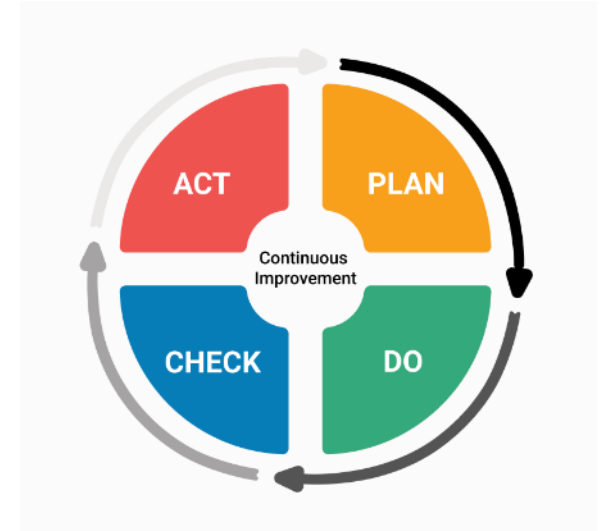 ACT
PLAN
Continuous
Improvement
CHECK
DO